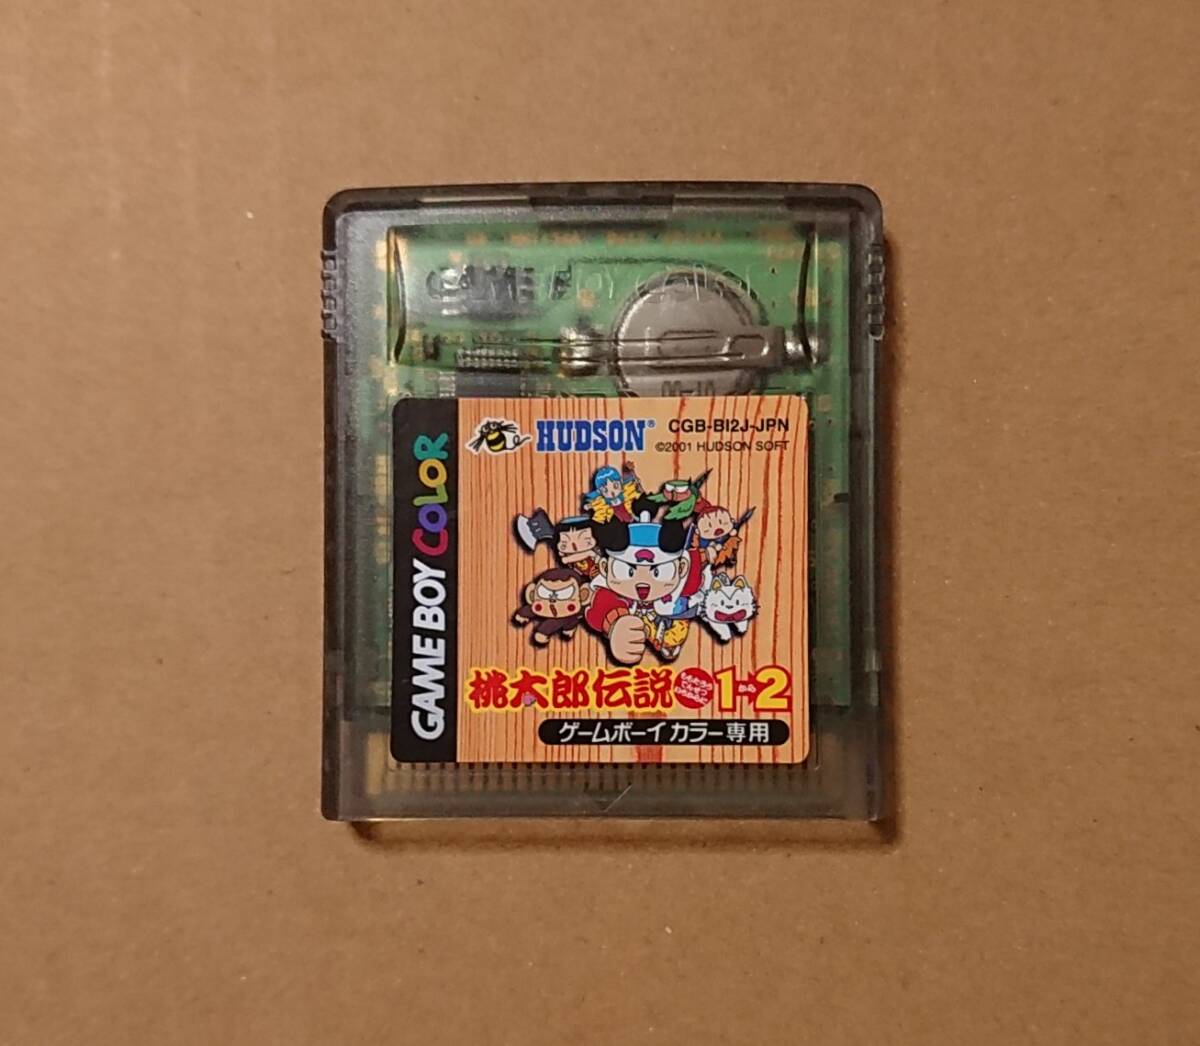 GAME BOY COLOR
HUDSON®
CGB-BI2J-JPN
©2001 HUDSON SOFT
桃太郎伝説
1→2
ゲームボーイ カラー専用
GAME BOY COLOR